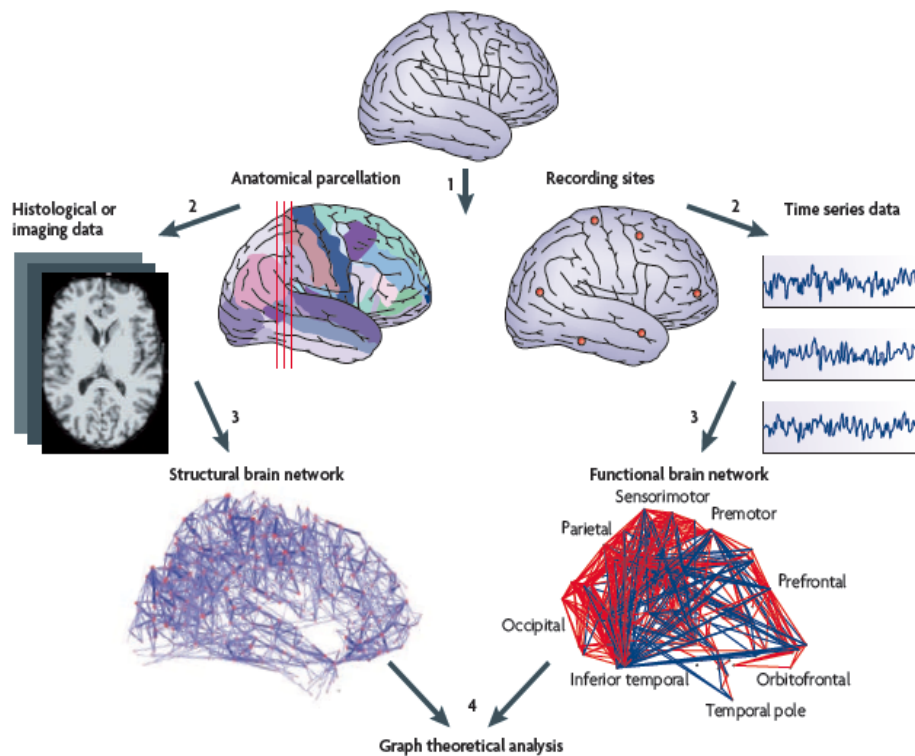 Anatomical parcellation
1
Recording sites
Histological or
imaging data
2
2
Time series data
3
3
Structural brain network
Functional brain network
Sensorimotor
Premotor
Parietal
Prefrontal
Occipital
Inferior temporal
Orbitofrontal
Temporal pole
4
Graph theoretical analysis